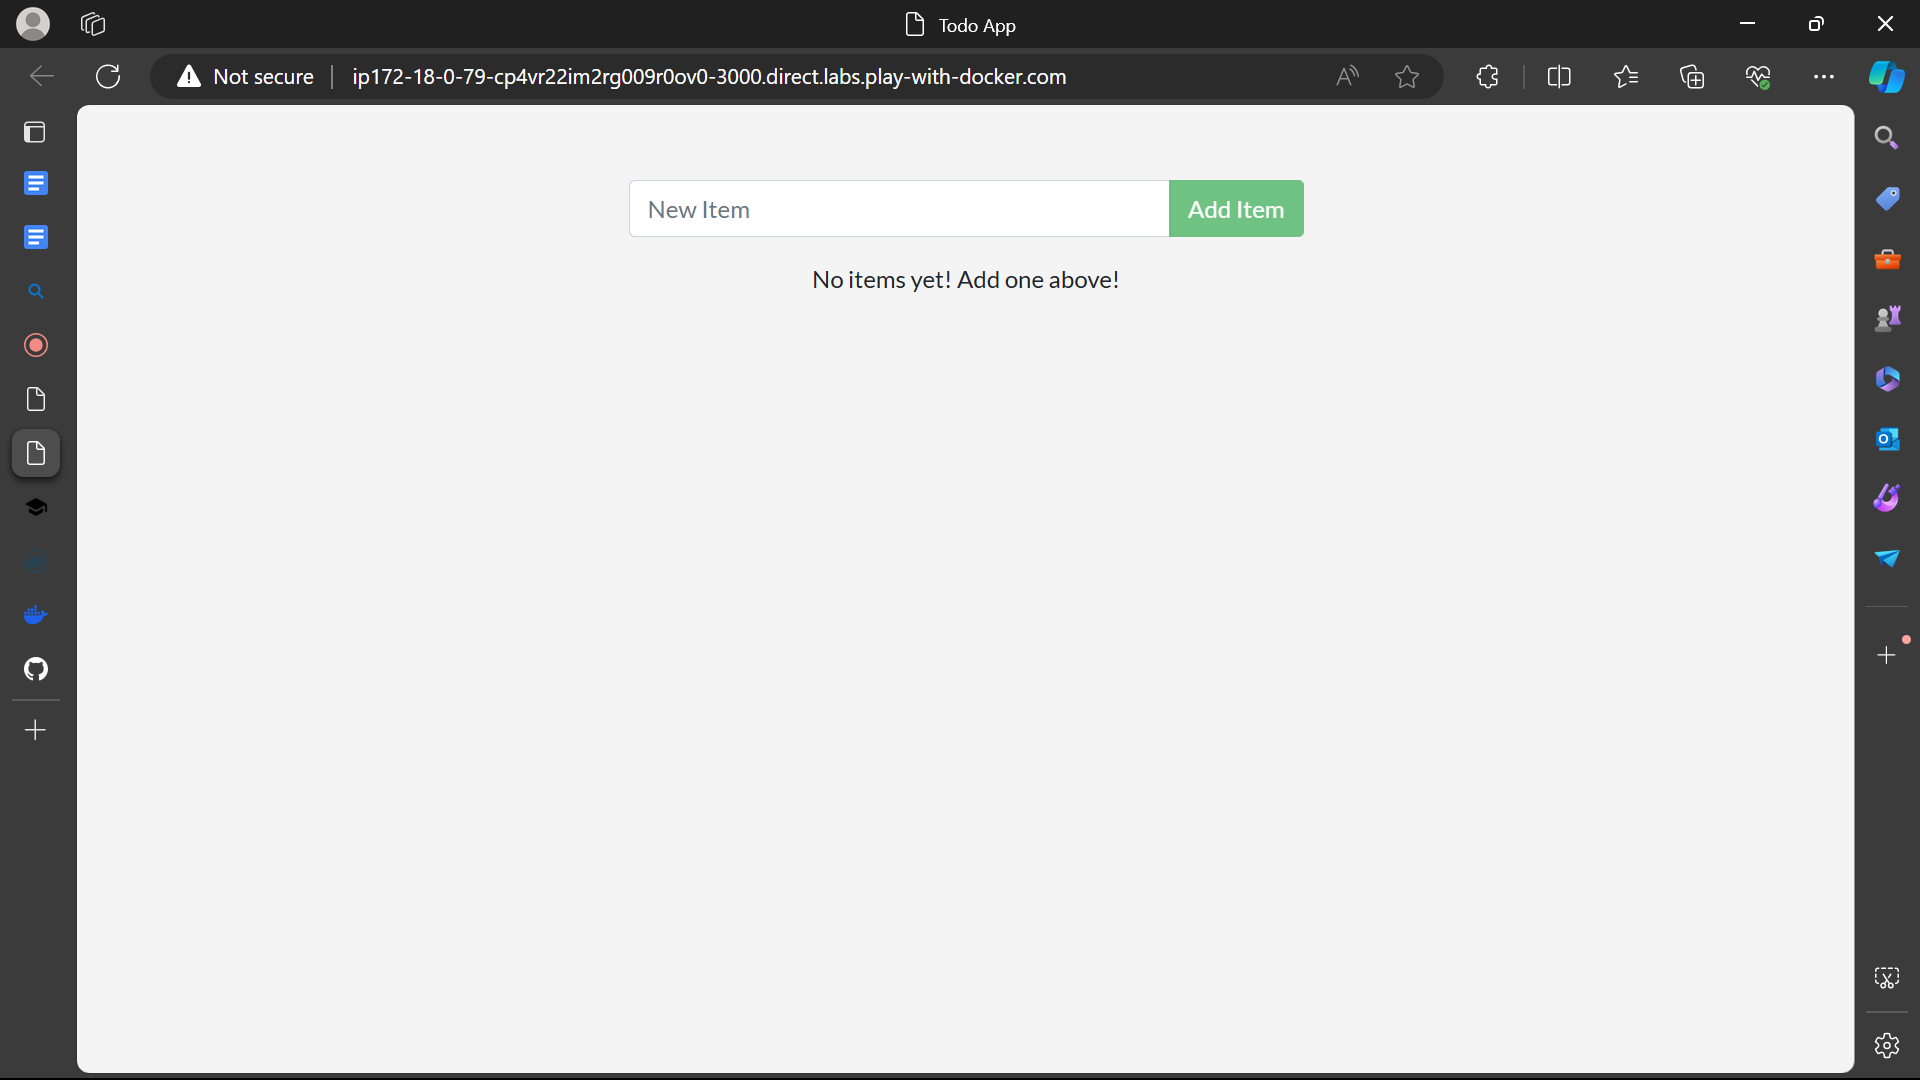 Todo App
Not secure
ip172-18-0-79-cp4vr22im2rg009r0ov0-3000.direct.labs.play-with-docker.com
New Item
Add Item
No items yet! Add one above!